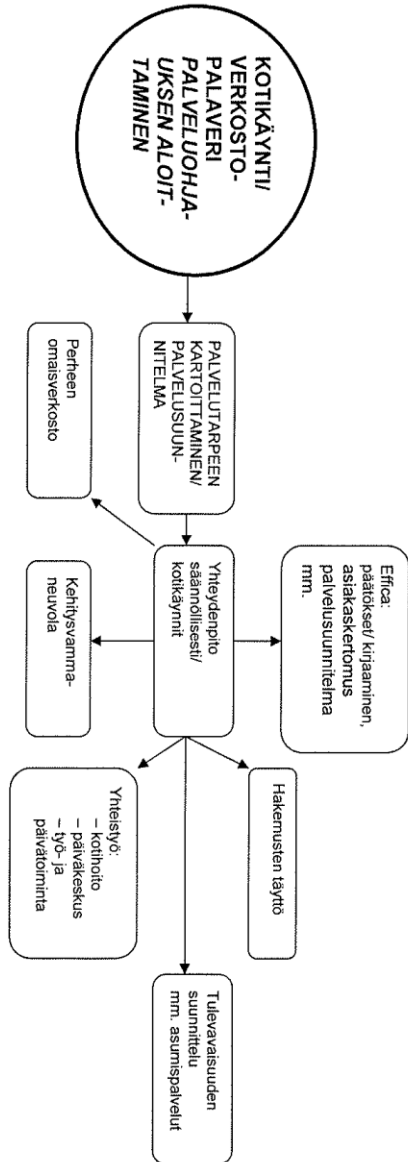 KOTIKÄYNTI/
VERKOSTO-
PALAVERI
PALVELUOHJA-
UKSEN ALOIT-
TAMINEN
PALVELUTARPEEN
KARTOITTAMINEN/
PALVELUSUUN-
NITELMA
Perheen
omaisverkosto
Effica:
päätökset/ kirjaaminen,
asiakaskertomus
palvelusuunnitelma
mm.
Yhteydenpito
säännöllisesti/
kotikäynnit
Kehitysvamma-
neuvola
Hakemusten täyttö
Yhteistyö:
– kotihoito
– päiväkeskus
– työ- ja
päivätoiminta
Tulevavaisuuden
suunnittelu
mm. asumispalvelut